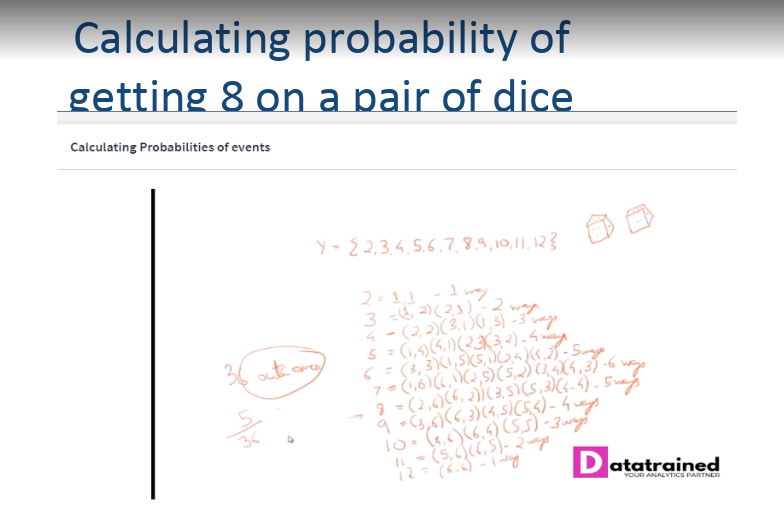 Calculating probability of
getting 8 on a pair of dice
Calculating Probabilities of events
Y = {2,3,4,5,6,7,8,9,10,11,12}
2 = 1,1 - 1 way
3 = (1,2)(2,1) - 2 ways
4 - (2,2)(3,1)(1,3) - 3 ways
5 = (1,4)(4,1)(2,3)(3,2) - 4 ways
6 = (3,3)(1,5)(5,1)(2,4)(4,2) - 5 ways
7 = (1,6)(6,1)(2,5)(5,2)(3,4)(4,3) - 6 ways
→ 8 = (2,6)(6,2)(3,5)(5,3)(4-4) - 5 ways
9 = (3,6)(6,3)(4,5)(5,4) - 4 ways
10 = (4,6)(6,4)(5,5) - 3 ways
11 = (5,6)(6,5) - 2 ways
12 = (6,6) - 1 way
36 outcomes
5
36
Datatrained
YOUR ANALYTICS PARTNER